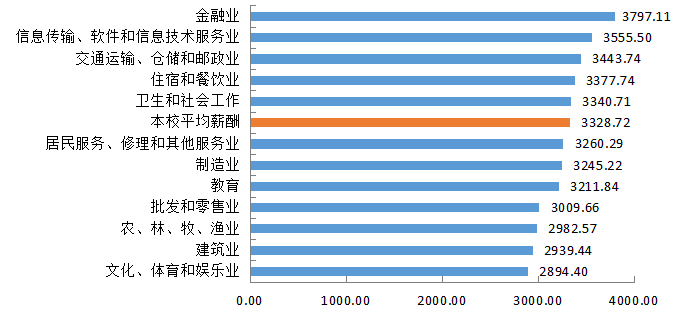 金融业 3797.11
信息传输、软件和信息技术服务业 3555.50
交通运输、仓储和邮政业 3443.74
住宿和餐饮业 3377.74
卫生和社会工作 3340.71
本校平均薪酬 3328.72
居民服务、修理和其他服务业 3260.29
制造业 3245.22
教育 3211.84
批发和零售业 3009.66
农、林、牧、渔业 2982.57
建筑业 2939.44
文化、体育和娱乐业 2894.40
0.00 1000.00 2000.00 3000.00 4000.00